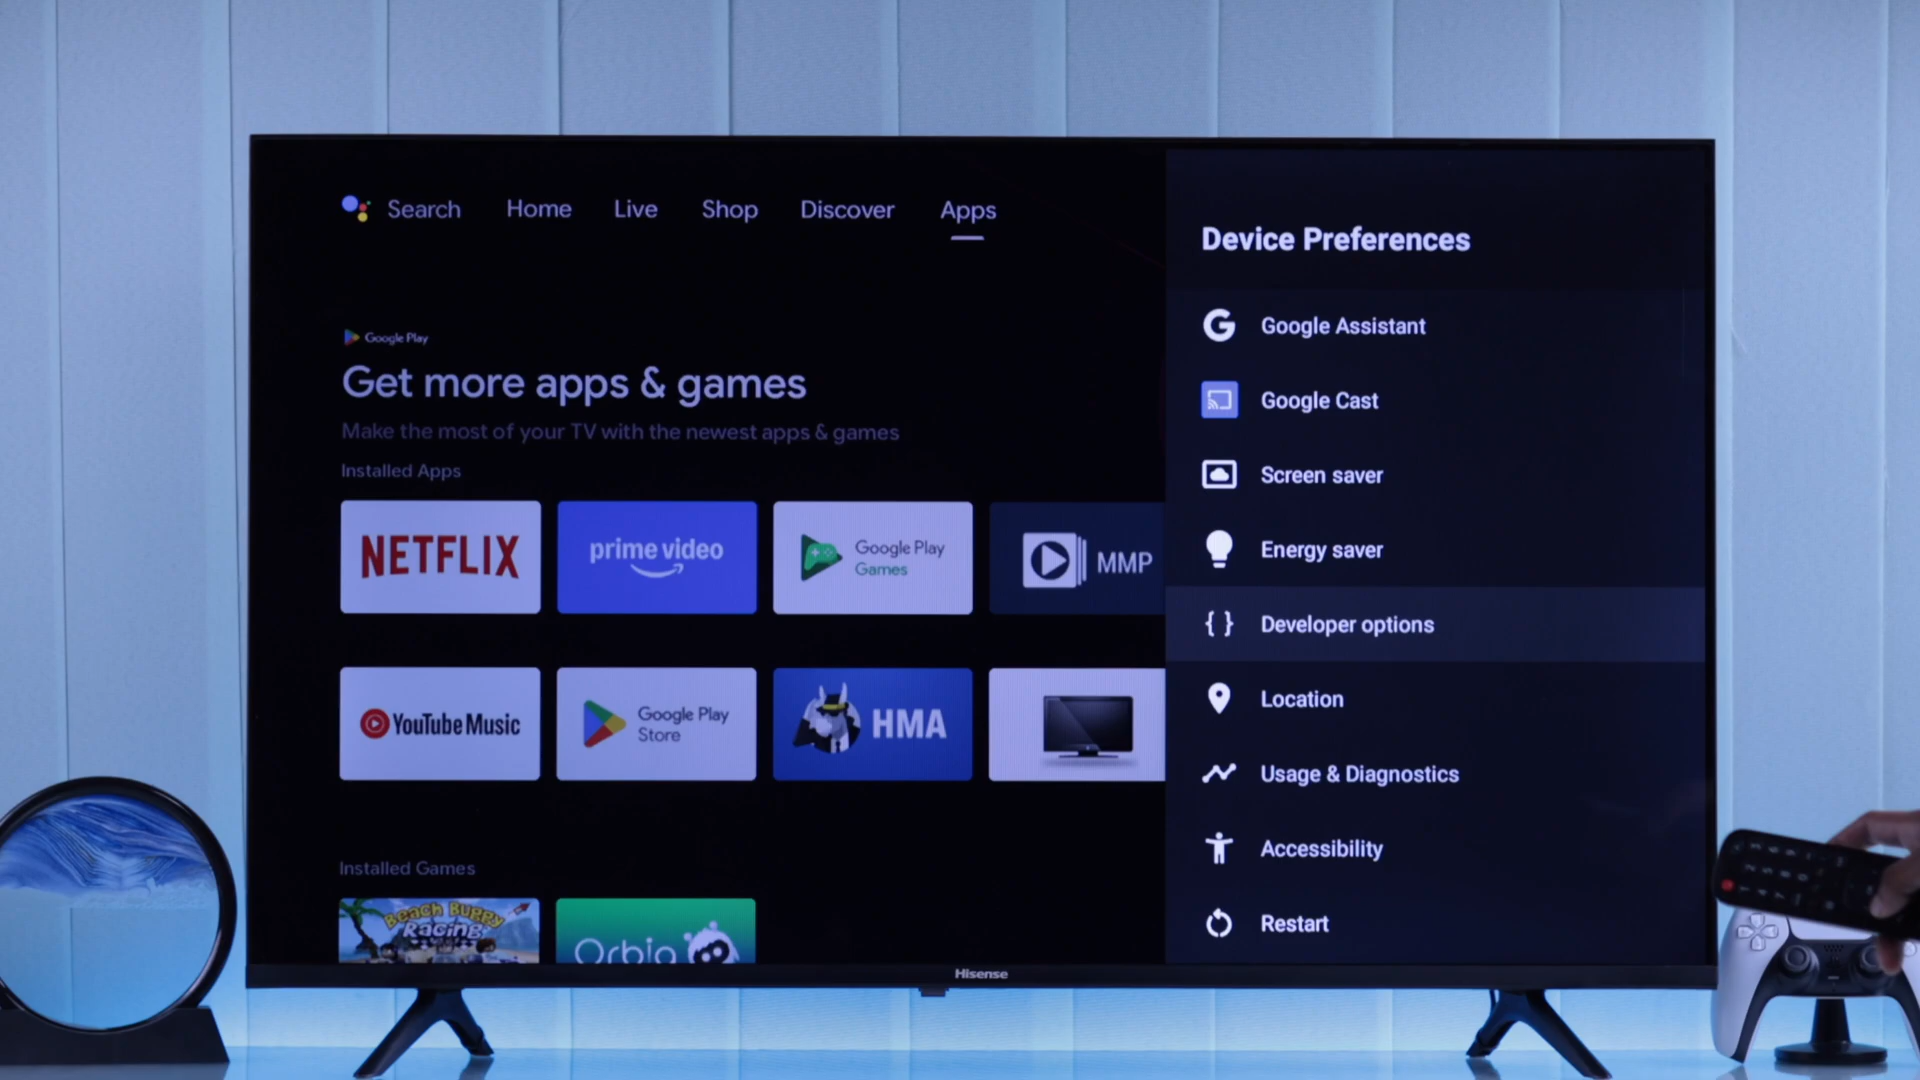 Search Home Live Shop Discover Apps
Google Play
Get more apps & games
Make the most of your TV with the newest apps & games
Installed Apps
NETFLIX
prime video
Google Play
Games
MMP
YouTube Music
Google Play
Store
HMA
Installed Games
Beach Buggy
Racing
Orbia
Device Preferences
Google Assistant
Google Cast
Screen saver
Energy saver
{ } Developer options
Location
Usage & Diagnostics
Accessibility
Restart
Hisense